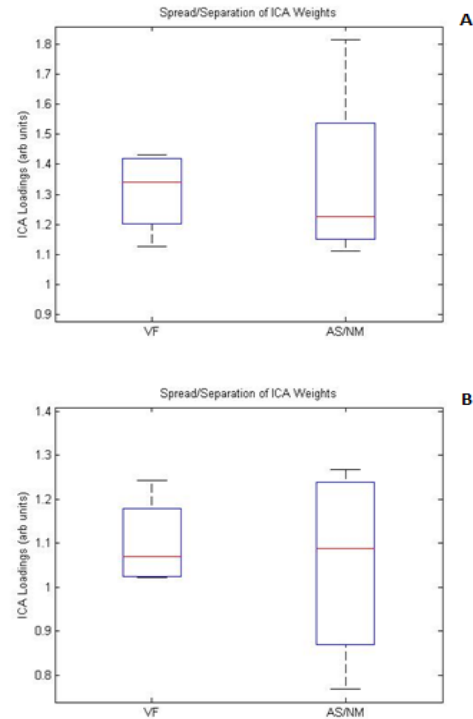 Spread/Separation of ICA Weights
A
1.8
1.7
1.6
1.5
1.4
1.3
1.2
1.1
1
0.9
ICA Loadings (arb units)
VF AS/NM
Spread/Separation of ICA Weights
B
1.4
1.3
1.2
1.1
1
0.9
0.8
ICA Loadings (arb units)
VF AS/NM